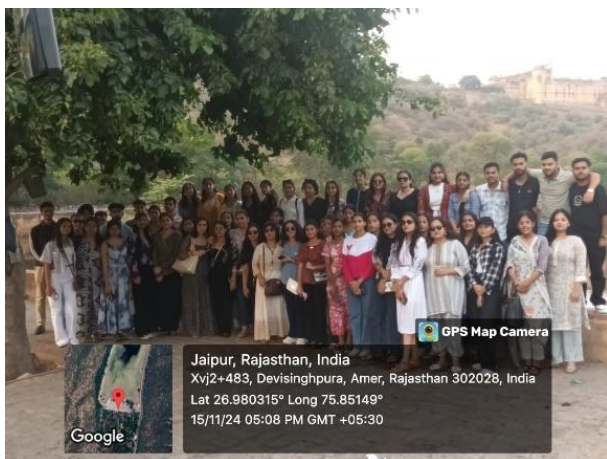 GPS Map Camera
Jaipur, Rajasthan, India
Xvj2+483, Devisinghpura, Amer, Rajasthan 302028, India
Lat 26.980315° Long 75.85149°
15/11/24 05:08 PM GMT +05:30
Google